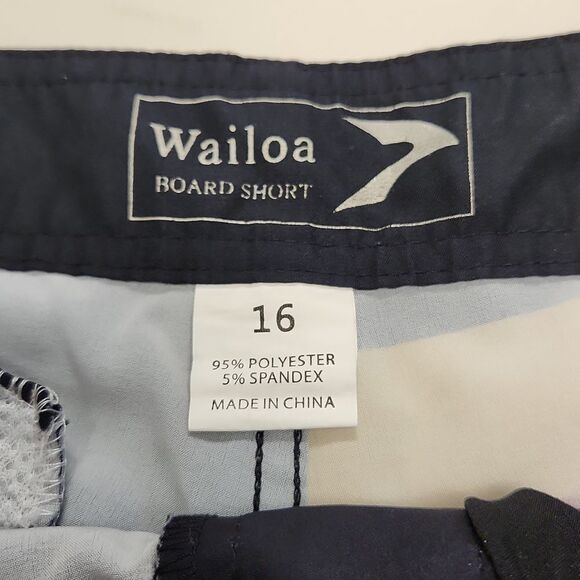 Wailoa
BOARD SHORT
16
95% POLYESTER
5% SPANDEX
MADE IN CHINA